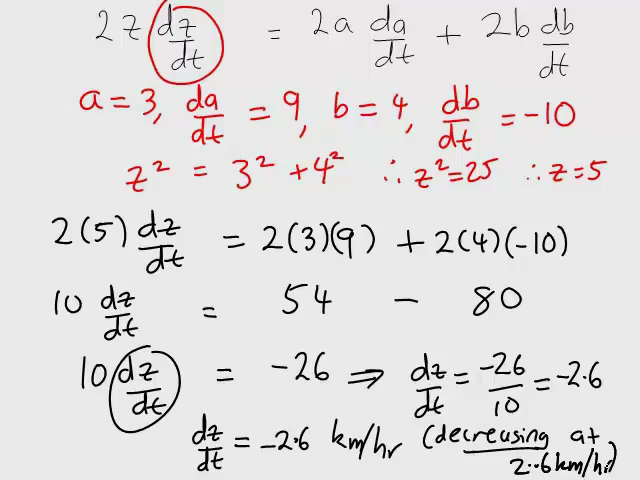 2z dz/dt = 2a da/dt + 2b db/dt
a = 3, da/dt = 9, b = 4, db/dt = -10
z² = 3² + 4² ∴ z² = 25 ∴ z = 5
2(5) dz/dt = 2(3)(9) + 2(4)(-10)
10 dz/dt = 54 - 80
10 dz/dt = -26 ⇒ dz/dt = -26/10 = -2.6
dz/dt = -2.6 km/hr (decreasing at
2.6 km/hr)